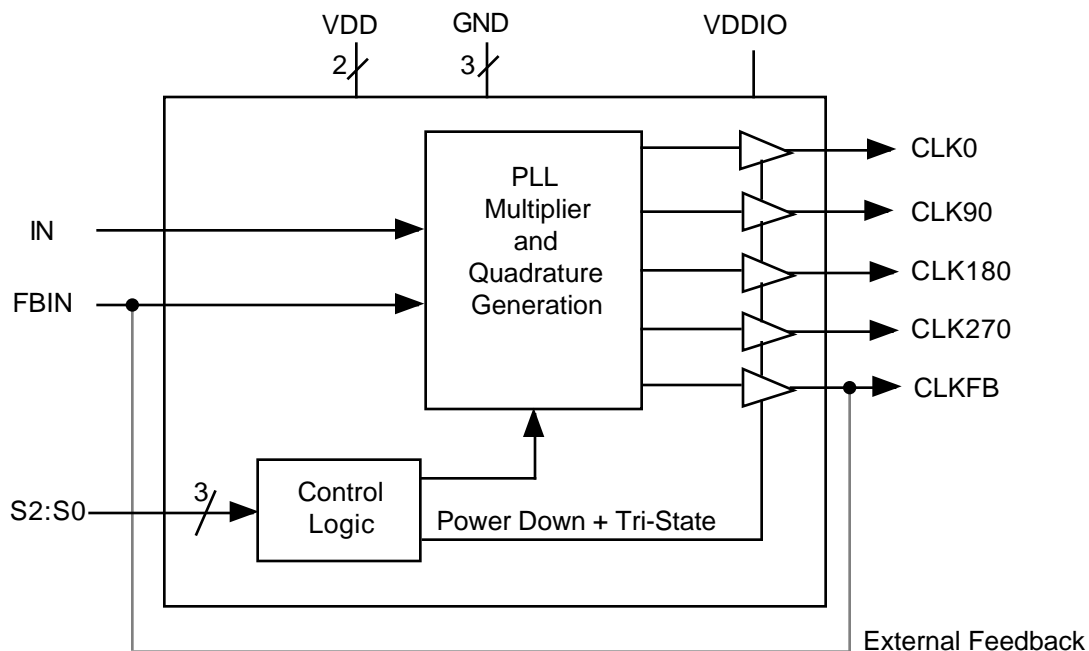 VDD
GND
VDDIO
2
3
CLK0
PLL
Multiplier
and
Quadrature
Generation
CLK90
IN
CLK180
FBIN
CLK270
CLKFB
S2:S0
3
Control
Logic
Power Down + Tri-State
External Feedback